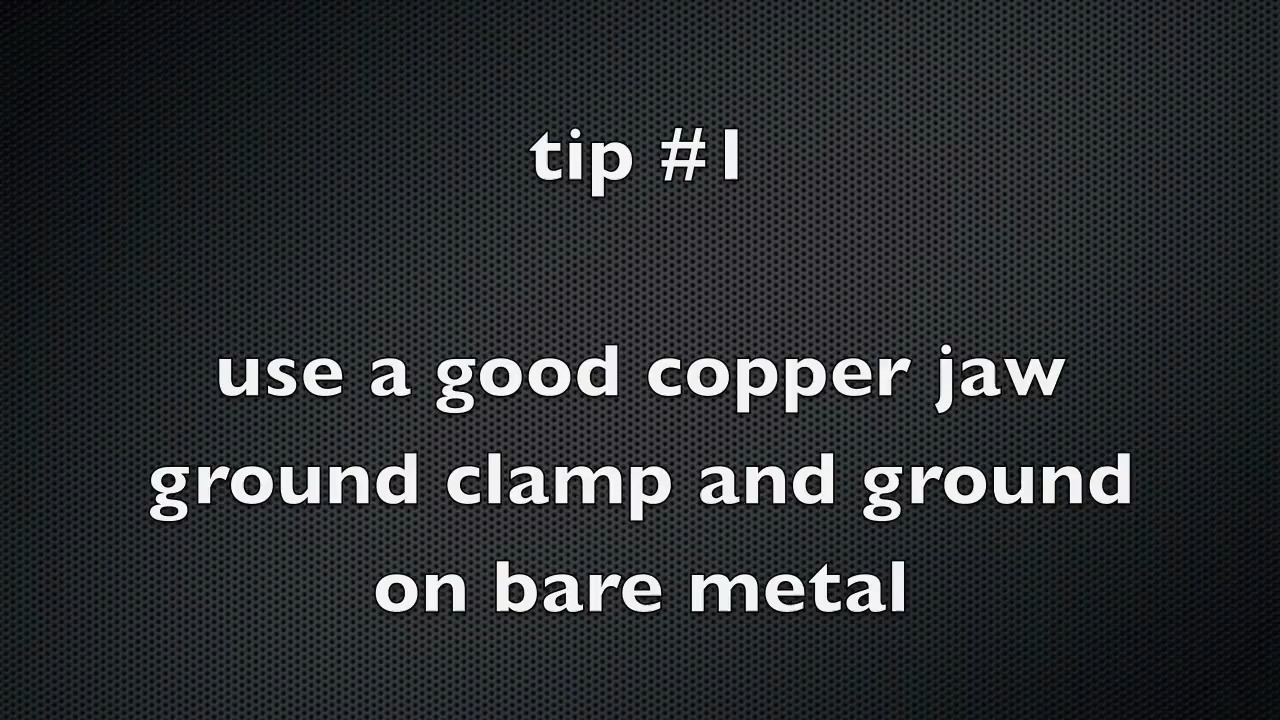 tip #1
use a good copper jaw
ground clamp and ground
on bare metal